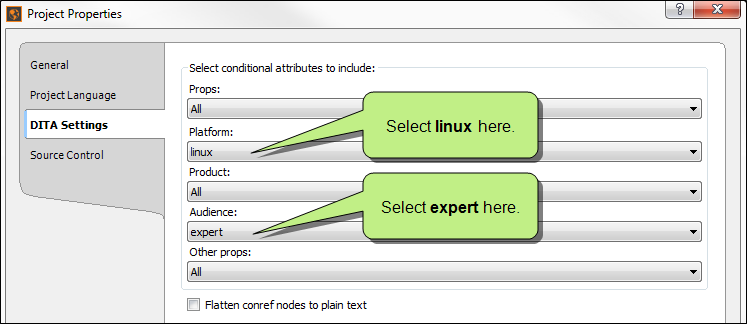 Project Properties
?
General
Project Language
DITA Settings
Source Control
Select conditional attributes to include:
Props:
All
Platform:
linux
Select linux here.
Product:
All
Audience:
expert
Select expert here.
Other props:
All
Flatten conref nodes to plain text